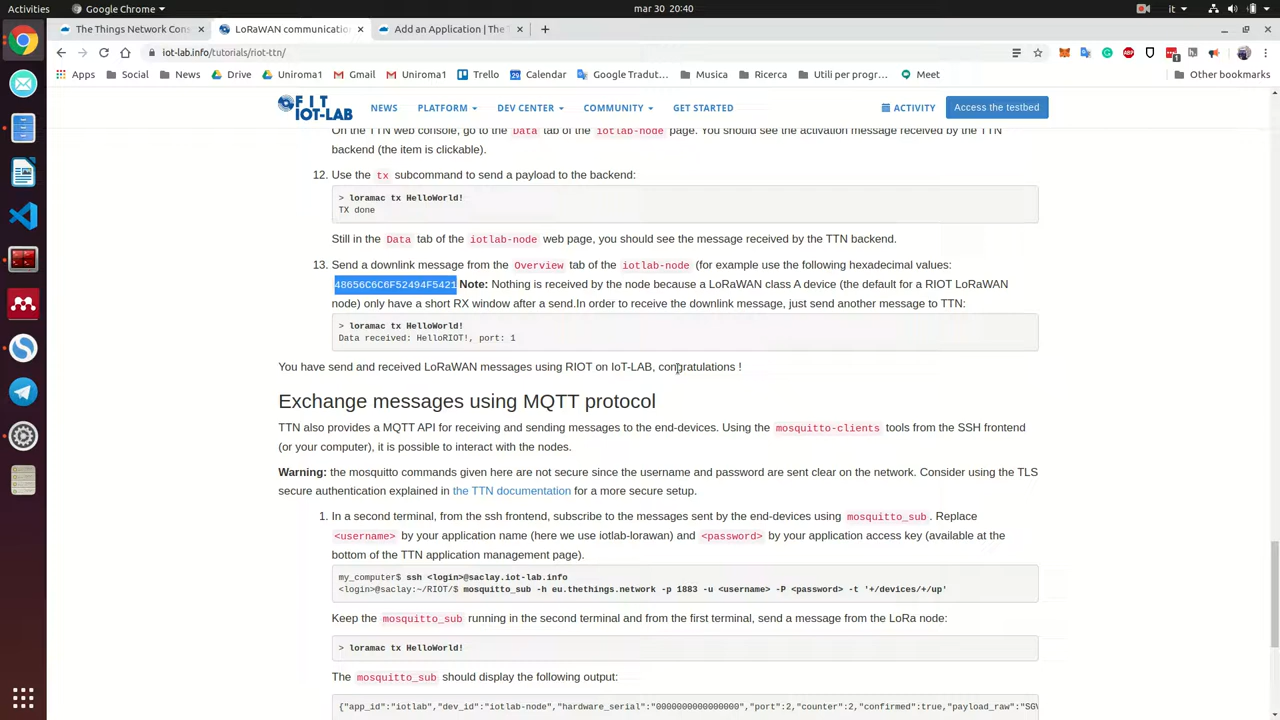 Activities
Google Chrome
mar 30 20:40
it
The Things Network Cons
LoRaWAN communicatio
Add an Application | The
iot-lab.info/tutorials/riot-ttn/
Apps
Social
News
Drive
Uniroma1
Gmail
Uniroma1
Trello
Calendar
Google Tradut…
Musica
Ricerca
Utili per progr…
Meet
Other bookmarks
FIT IOT-LAB
NEWS
PLATFORM
DEV CENTER
COMMUNITY
GET STARTED
ACTIVITY
Access the testbed
On the TTN web console, go to the Data tab of the iotlab-node page. You should see the activation message received by the TTN
backend (the item is clickable).
12. Use the tx subcommand to send a payload to the backend:
> loramac tx HelloWorld!
TX done
Still in the Data tab of the iotlab-node web page, you should see the message received by the TTN backend.
13. Send a downlink message from the Overview tab of the iotlab-node (for example use the following hexadecimal values:
48656C6C6F52494F5421 Note: Nothing is received by the node because a LoRaWAN class A device (the default for a RIOT LoRaWAN
node) only have a short RX window after a send.In order to receive the downlink message, just send another message to TTN:
> loramac tx HelloWorld!
Data received: HelloRIOT!, port: 1
You have send and received LoRaWAN messages using RIOT on IoT-LAB, congratulations !
Exchange messages using MQTT protocol
TTN also provides a MQTT API for receiving and sending messages to the end-devices. Using the mosquitto-clients tools from the SSH frontend
(or your computer), it is possible to interact with the nodes.
Warning: the mosquitto commands given here are not secure since the username and password are sent clear on the network. Consider using the TLS
secure authentication explained in the TTN documentation for a more secure setup.
1. In a second terminal, from the ssh frontend, subscribe to the messages sent by the end-devices using mosquitto_sub. Replace
<username> by your application name (here we use iotlab-lorawan) and <password> by your application access key (available at the
bottom of the TTN application management page).
my_computer$ ssh <login>@saclay.iot-lab.info
<login>@saclay:~/RIOT/$ mosquitto_sub -h eu.thethings.network -p 1883 -u <username> -P <password> -t '+/devices/+/up'
Keep the mosquitto_sub running in the second terminal and from the first terminal, send a message from the LoRa node:
> loramac tx HelloWorld!
The mosquitto_sub should display the following output:
{"app_id":"iotlab","dev_id":"iotlab-node","hardware_serial":"0000000000000000","port":2,"counter":2,"confirmed":true,"payload_raw":"SGV